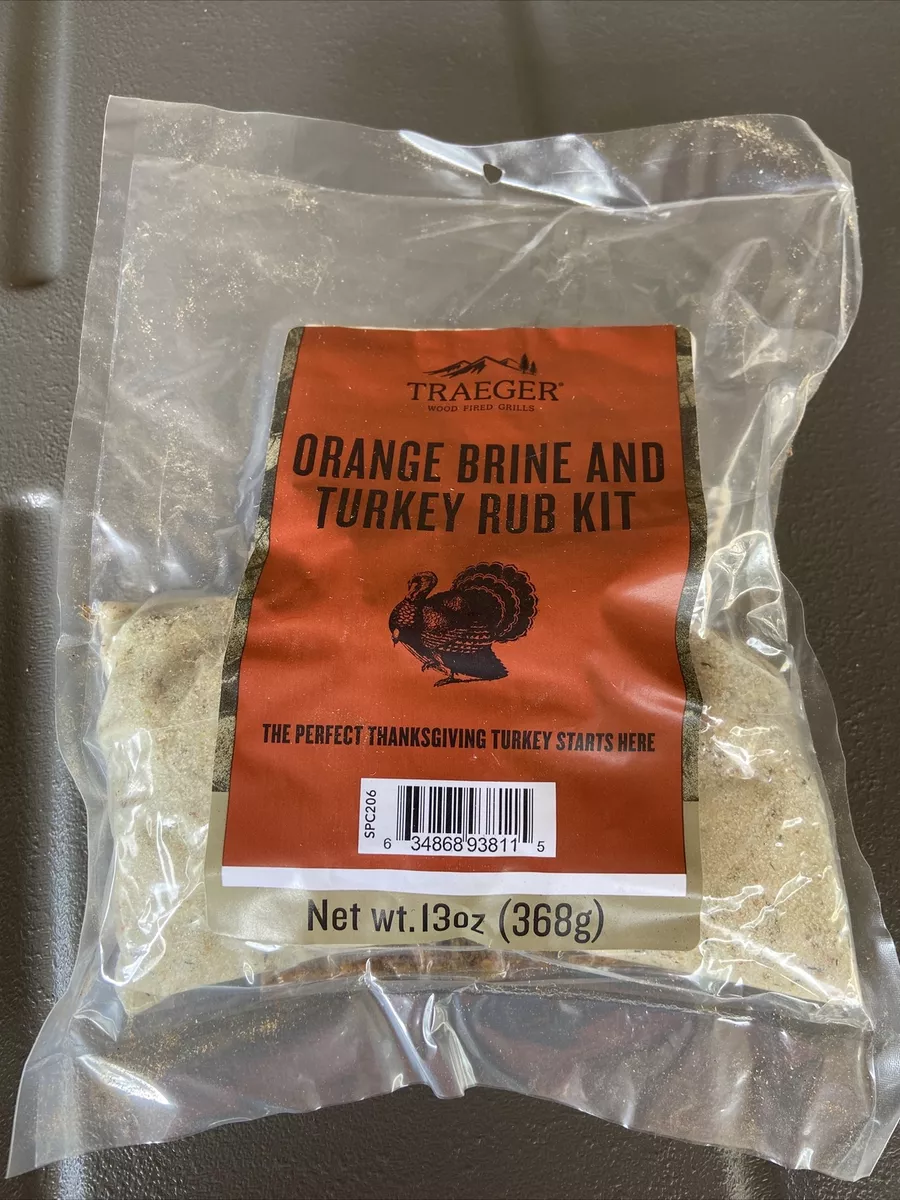 TRAEGER®
WOOD FIRED GRILLS
ORANGE BRINE AND
TURKEY RUB KIT
THE PERFECT THANKSGIVING TURKEY STARTS HERE
SPC206
6 34868 93811 5
Net wt. 13oz (368g)